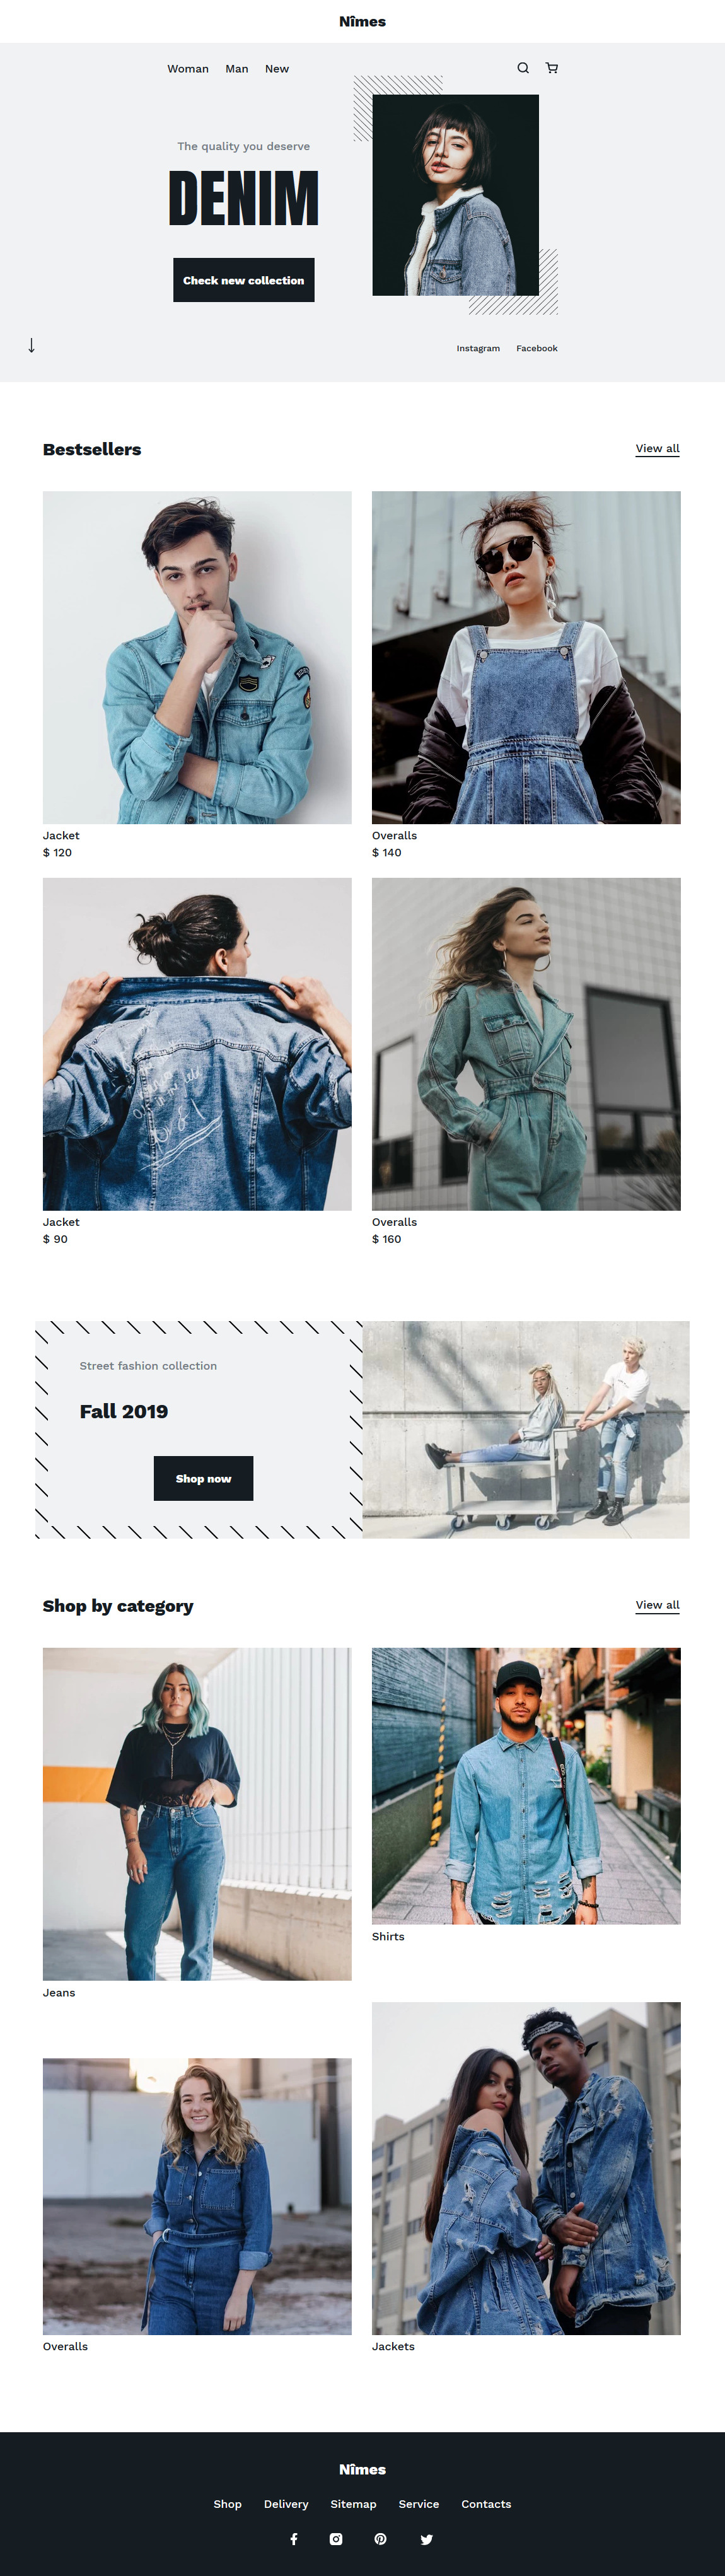 Nîmes
Woman Man New
The quality you deserve
DENIM
Check new collection
Instagram Facebook
Bestsellers
View all
Jacket
$ 120
Overalls
$ 140
Jacket
$ 90
Overalls
$ 160
Street fashion collection
Fall 2019
Shop now
Shop by category
View all
Jeans
Shirts
Overalls
Jackets
Nîmes
Shop Delivery Sitemap Service Contacts